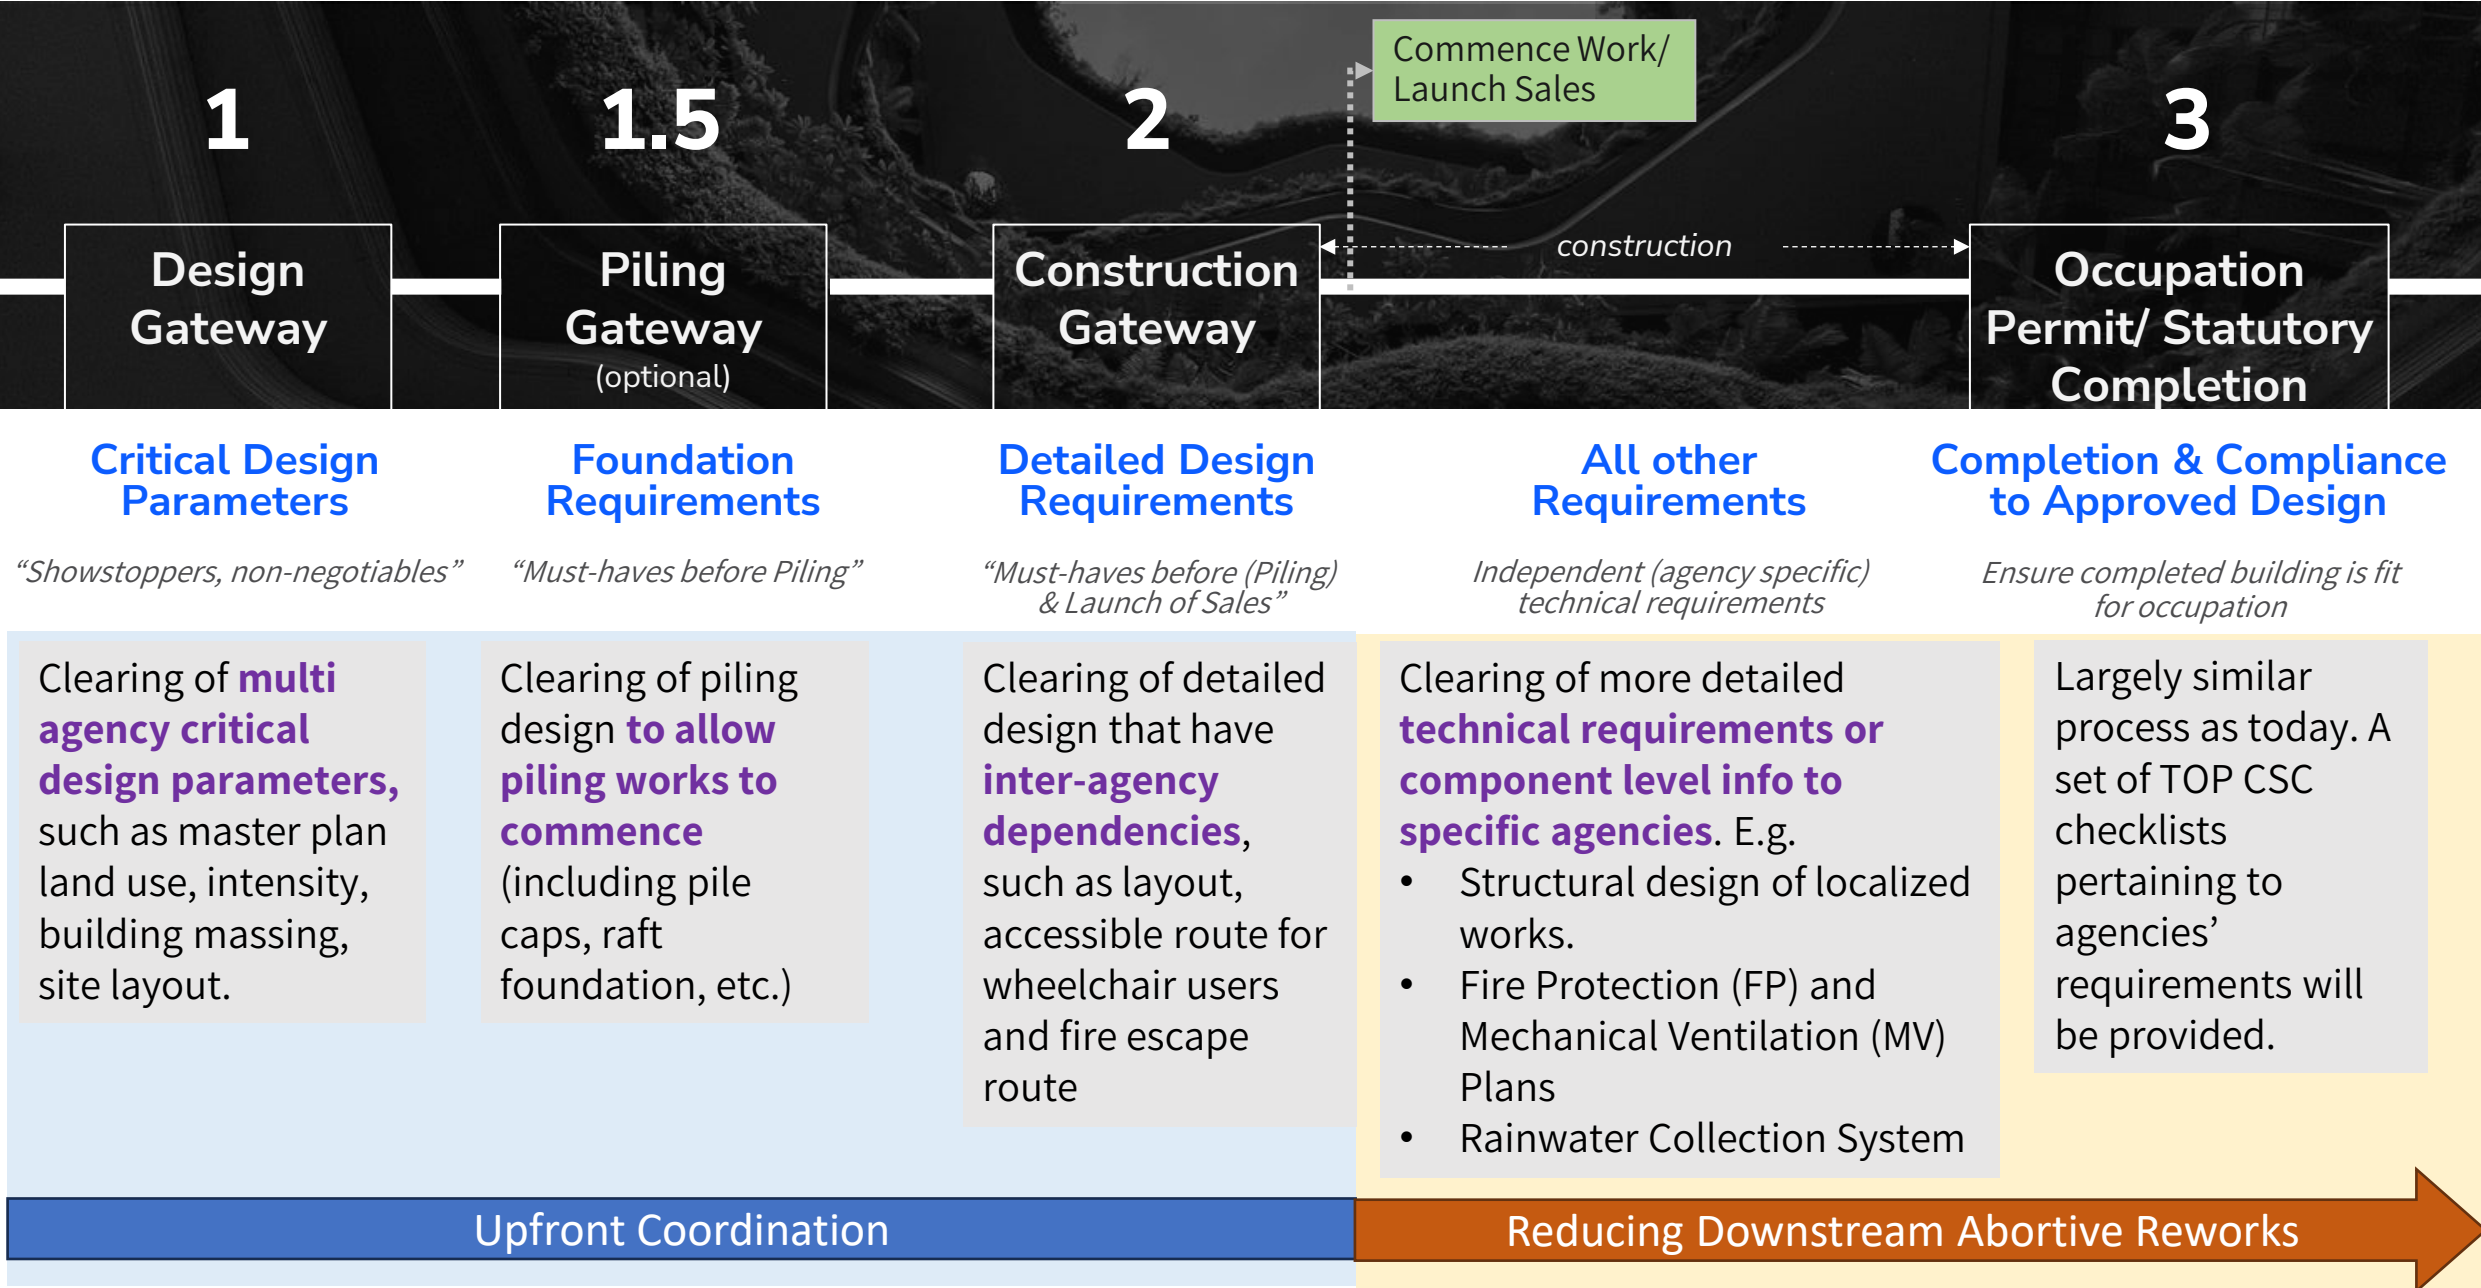 Commence Work/
Launch Sales
1
1.5
2
3
Design
Gateway
Piling
Gateway
(optional)
Construction
Gateway
construction
Occupation
Permit/ Statutory
Completion
Critical Design
Parameters
“Showstoppers, non-negotiables”
Clearing of multi
agency critical
design parameters,
such as master plan
land use, intensity,
building massing,
site layout.
Foundation
Requirements
“Must-haves before Piling”
Clearing of piling
design to allow
piling works to
commence
(including pile
caps, raft
foundation, etc.)
Detailed Design
Requirements
“Must-haves before (Piling)
& Launch of Sales”
Clearing of detailed
design that have
inter-agency
dependencies,
such as layout,
accessible route for
wheelchair users
and fire escape
route
All other
Requirements
Independent (agency specific)
technical requirements
Clearing of more detailed
technical requirements or
component level info to
specific agencies. E.g.
• Structural design of localized
works.
• Fire Protection (FP) and
Mechanical Ventilation (MV)
Plans
• Rainwater Collection System
Completion & Compliance
to Approved Design
Ensure completed building is fit
for occupation
Largely similar
process as today. A
set of TOP CSC
checklists
pertaining to
agencies’
requirements will
be provided.
Upfront Coordination
Reducing Downstream Abortive Reworks